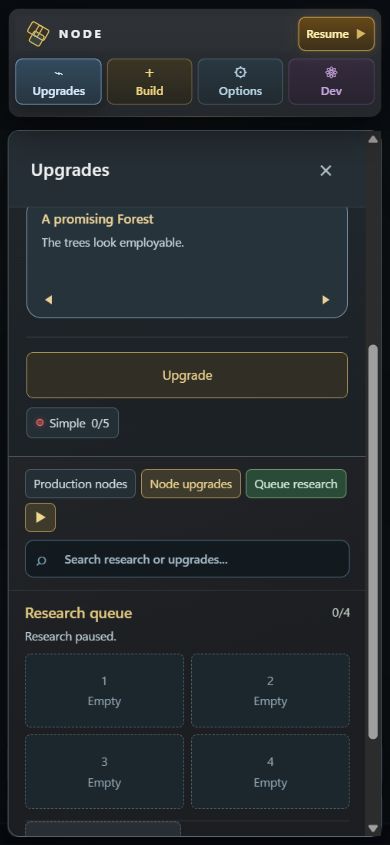 NODE
Resume
Upgrades
Build
Options
Dev
Upgrades
A promising Forest
The trees look employable.
Upgrade
Simple 0/5
Production nodes
Node upgrades
Queue research
Search research or upgrades...
Research queue
0/4
Research paused.
1
Empty
2
Empty
3
Empty
4
Empty